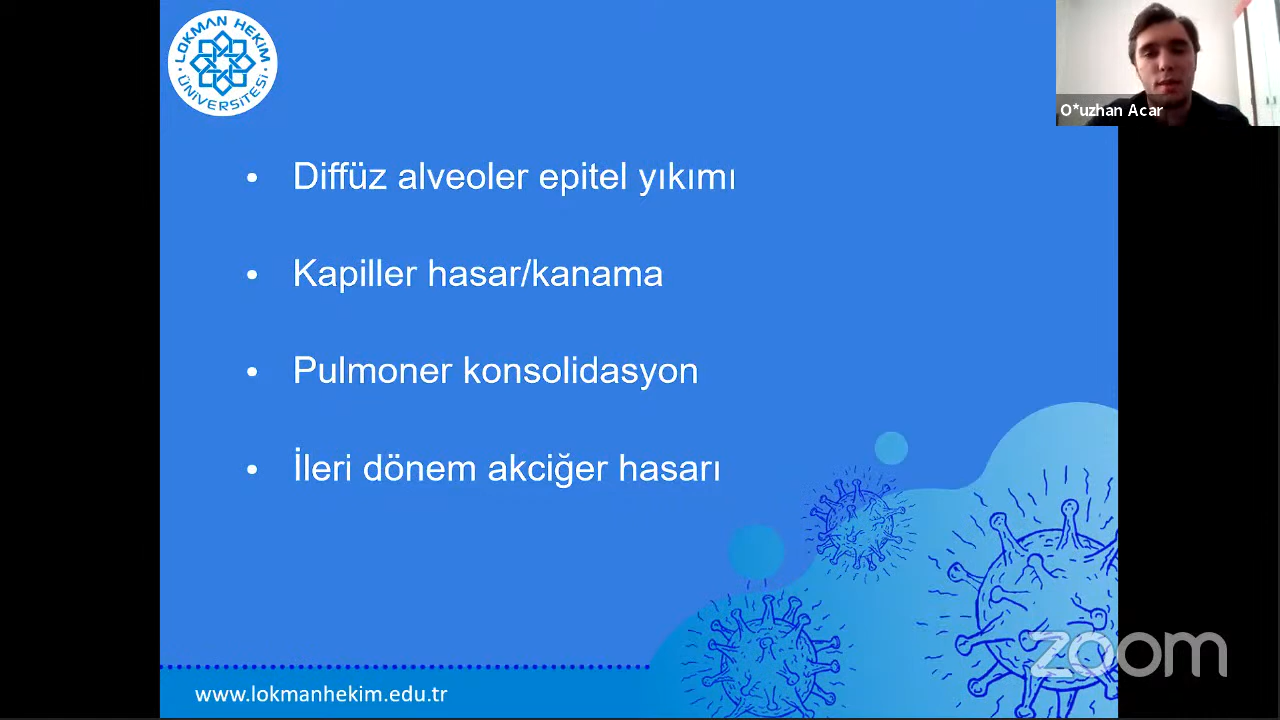 LOKMAN HEKİM
ÜNİVERSİTESİ
O*uzhan Acar
• Diffüz alveoler epitel yıkımı
• Kapiller hasar/kanama
• Pulmoner konsolidasyon
• İleri dönem akciğer hasarı
zoom
www.lokmanhekim.edu.tr